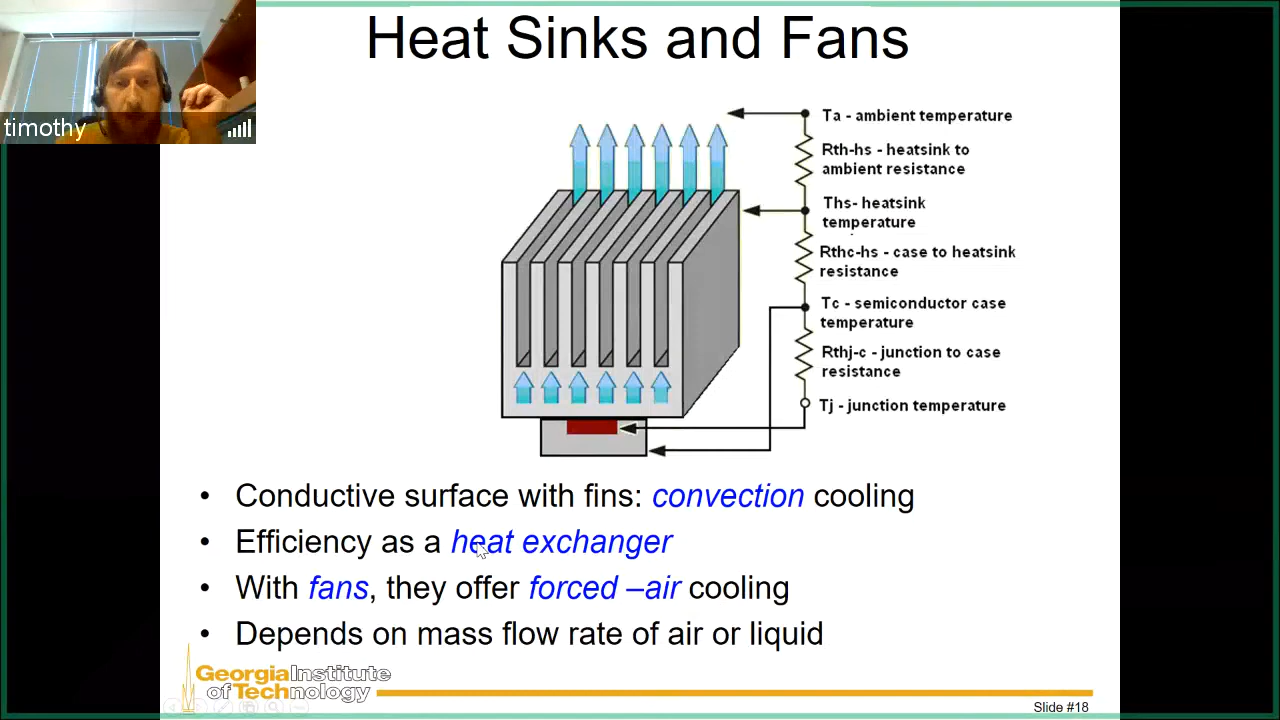 Heat Sinks and Fans
timothy
Ta - ambient temperature
Rth-hs - heatsink to
ambient resistance
Ths- heatsink
temperature
Rthc-hs - case to heatsink
resistance
Tc - semiconductor case
temperature
Rthj-c - junction to case
resistance
Tj - junction temperature
• Conductive surface with fins: convection cooling
• Efficiency as a heat exchanger
• With fans, they offer forced –air cooling
• Depends on mass flow rate of air or liquid
GeorgiaInstitute
of Technology
Slide #18